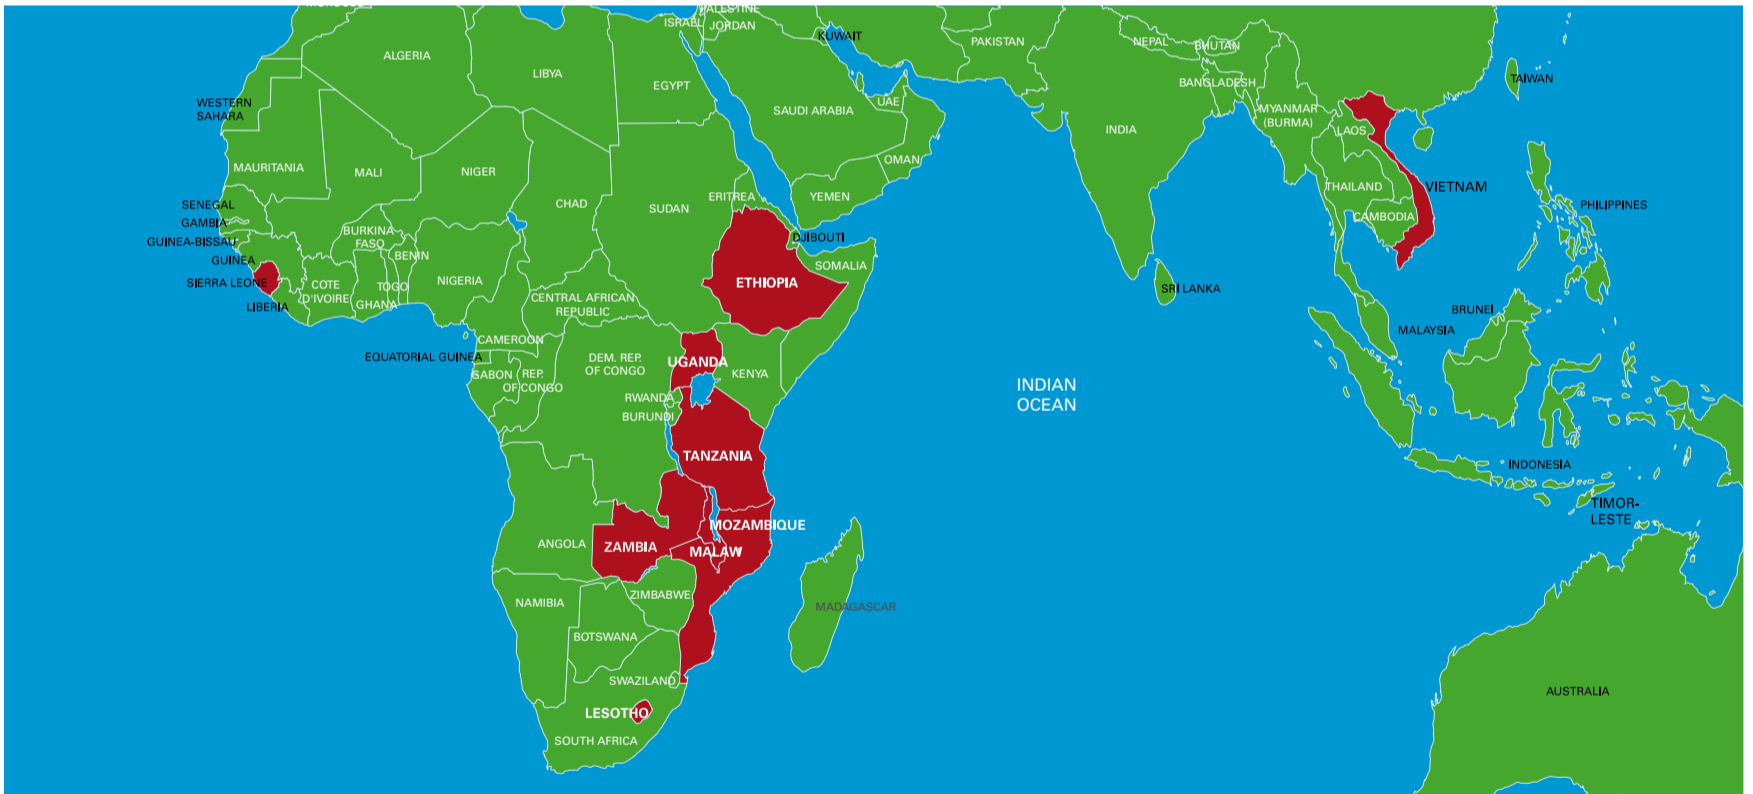 PALESTINE
ISRAEL
JORDAN
KUWAIT
PAKISTAN
NEPAL
BHUTAN
ALGERIA
LIBYA
EGYPT
BANGLADESH
TAIWAN
WESTERN
SAHARA
SAUDI ARABIA
UAE
MYANMAR
(BURMA)
INDIA
LAOS
MAURITANIA
MALI
NIGER
OMAN
CHAD
SUDAN
ERITREA
YEMEN
THAILAND
VIETNAM
SENEGAL
PHILIPPINES
GAMBIA
CAMBODIA
GUINEA-BISSAU
BURKINA
FASO
BENIN
DJIBOUTI
GUINEA
SOMALIA
SIERRA LEONE
COTE
D'IVOIRE
TOGO
NIGERIA
ETHIOPIA
SRI LANKA
LIBERIA
GHANA
CENTRAL AFRICAN
REPUBLIC
BRUNEI
MALAYSIA
CAMEROON
EQUATORIAL GUINEA
DEM. REP.
OF CONGO
UGANDA
KENYA
GABON
REP.
OF CONGO
INDIAN
OCEAN
RWANDA
BURUNDI
TANZANIA
INDONESIA
TIMOR-
LESTE
MOZAMBIQUE
ANGOLA
ZAMBIA
MALAW
NAMIBIA
ZIMBABWE
MADAGASCAR
BOTSWANA
SWAZILAND
AUSTRALIA
LESOTHO
SOUTH AFRICA